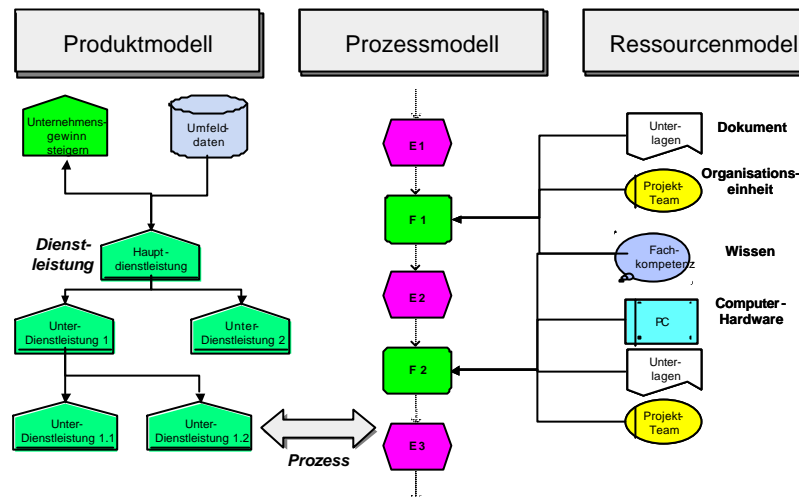 Produktmodell
Prozessmodell
Ressourcenmodel
Unternehmens-
gewinn
steigern
Umfeld-
daten
Dienst-
leistung
Haupt-
dienstleistung
Unter-
Dienstleistung 1
Unter-
Dienstleistung 2
Unter-
Dienstleistung 1.1
Unter-
Dienstleistung 1.2
Prozess
E 1
F 1
E 2
F 2
E 3
Unter-
lagen
Dokument
Projekt-
Team
Organisations-
einheit
Fach-
kompetenz
Wissen
PC
Computer-
Hardware
Unter-
lagen
Projekt-
Team